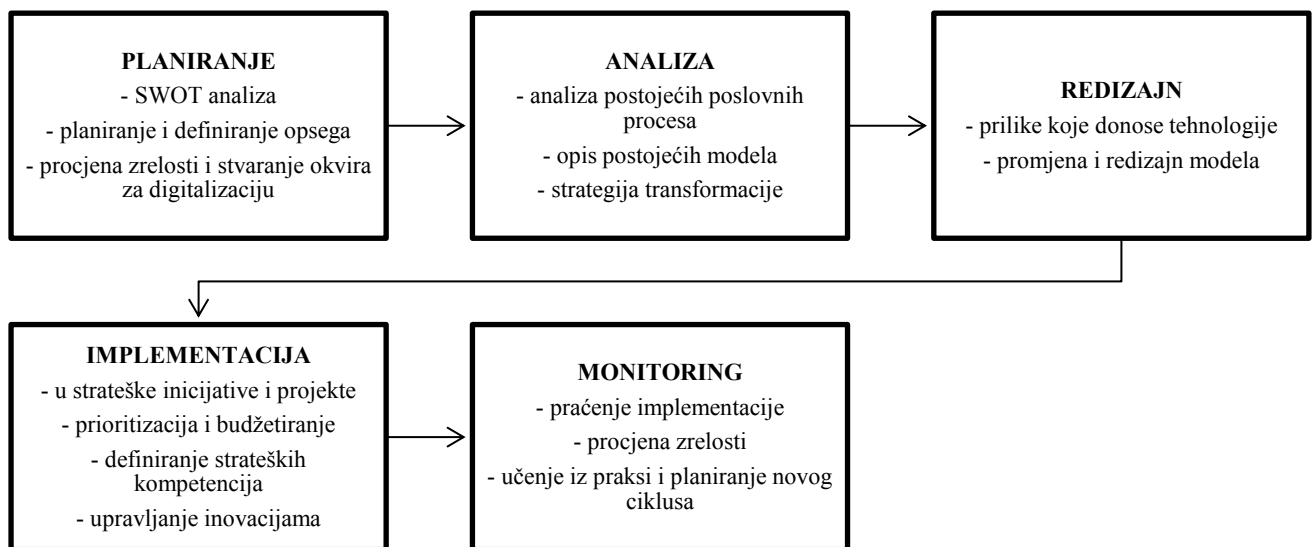 PLANIRANJE
- SWOT analiza
- planiranje i definiranje opsega
- procjena zrelosti i stvaranje okvira
za digitalizaciju
ANALIZA
- analiza postojećih poslovnih
procesa
- opis postojećih modela
- strategija transformacije
REDIZAJN
- prilike koje donose tehnologije
- promjena i redizajn modela
IMPLEMENTACIJA
- u strateške inicijative i projekte
- prioritizacija i budžetiranje
- definiranje strateških
kompetencija
- upravljanje inovacijama
MONITORING
- praćenje implementacije
- procjena zrelosti
- učenje iz praksi i planiranje novog
ciklusa